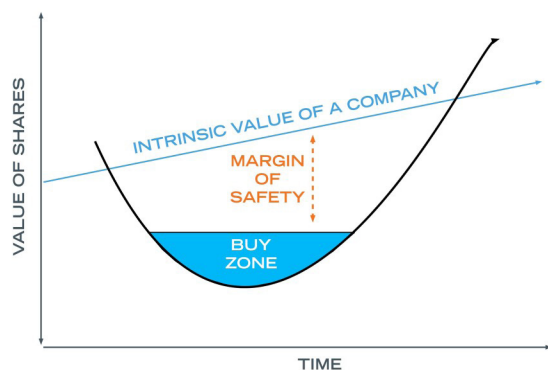 INTRINSIC VALUE OF A COMPANY
MARGIN
OF
SAFETY
BUY
ZONE
VALUE OF SHARES
TIME